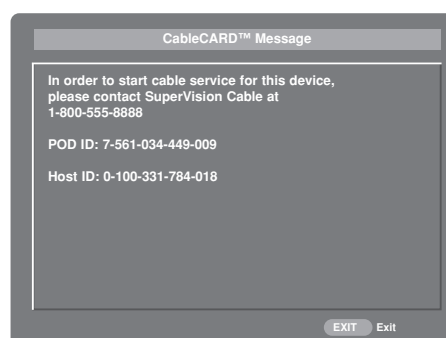 CableCARD™ Message
In order to start cable service for this device,
please contact SuperVision Cable at
1-800-555-8888
POD ID: 7-561-034-449-009
Host ID: 0-100-331-784-018
EXIT Exit